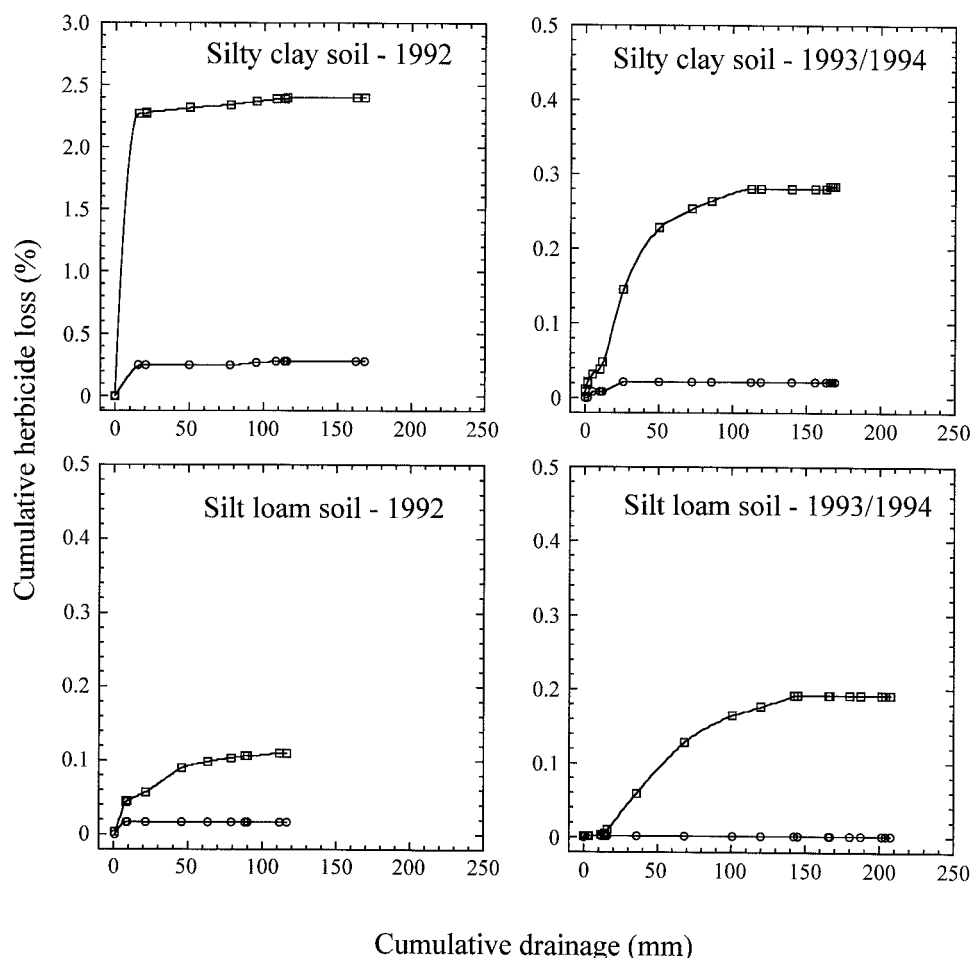 Silty clay soil - 1992
3.0
2.5
2.0
1.5
1.0
0.5
0
0 50 100 150 200 250
Silty clay soil - 1993/1994
0.5
0.4
0.3
0.2
0.1
0
0 50 100 150 200 250
Silt loam soil - 1992
0.5
0.4
0.3
0.2
0.1
0
0 50 100 150 200 250
Silt loam soil - 1993/1994
0.5
0.4
0.3
0.2
0.1
0
0 50 100 150 200 250
Cumulative herbicide loss (%)
Cumulative drainage (mm)